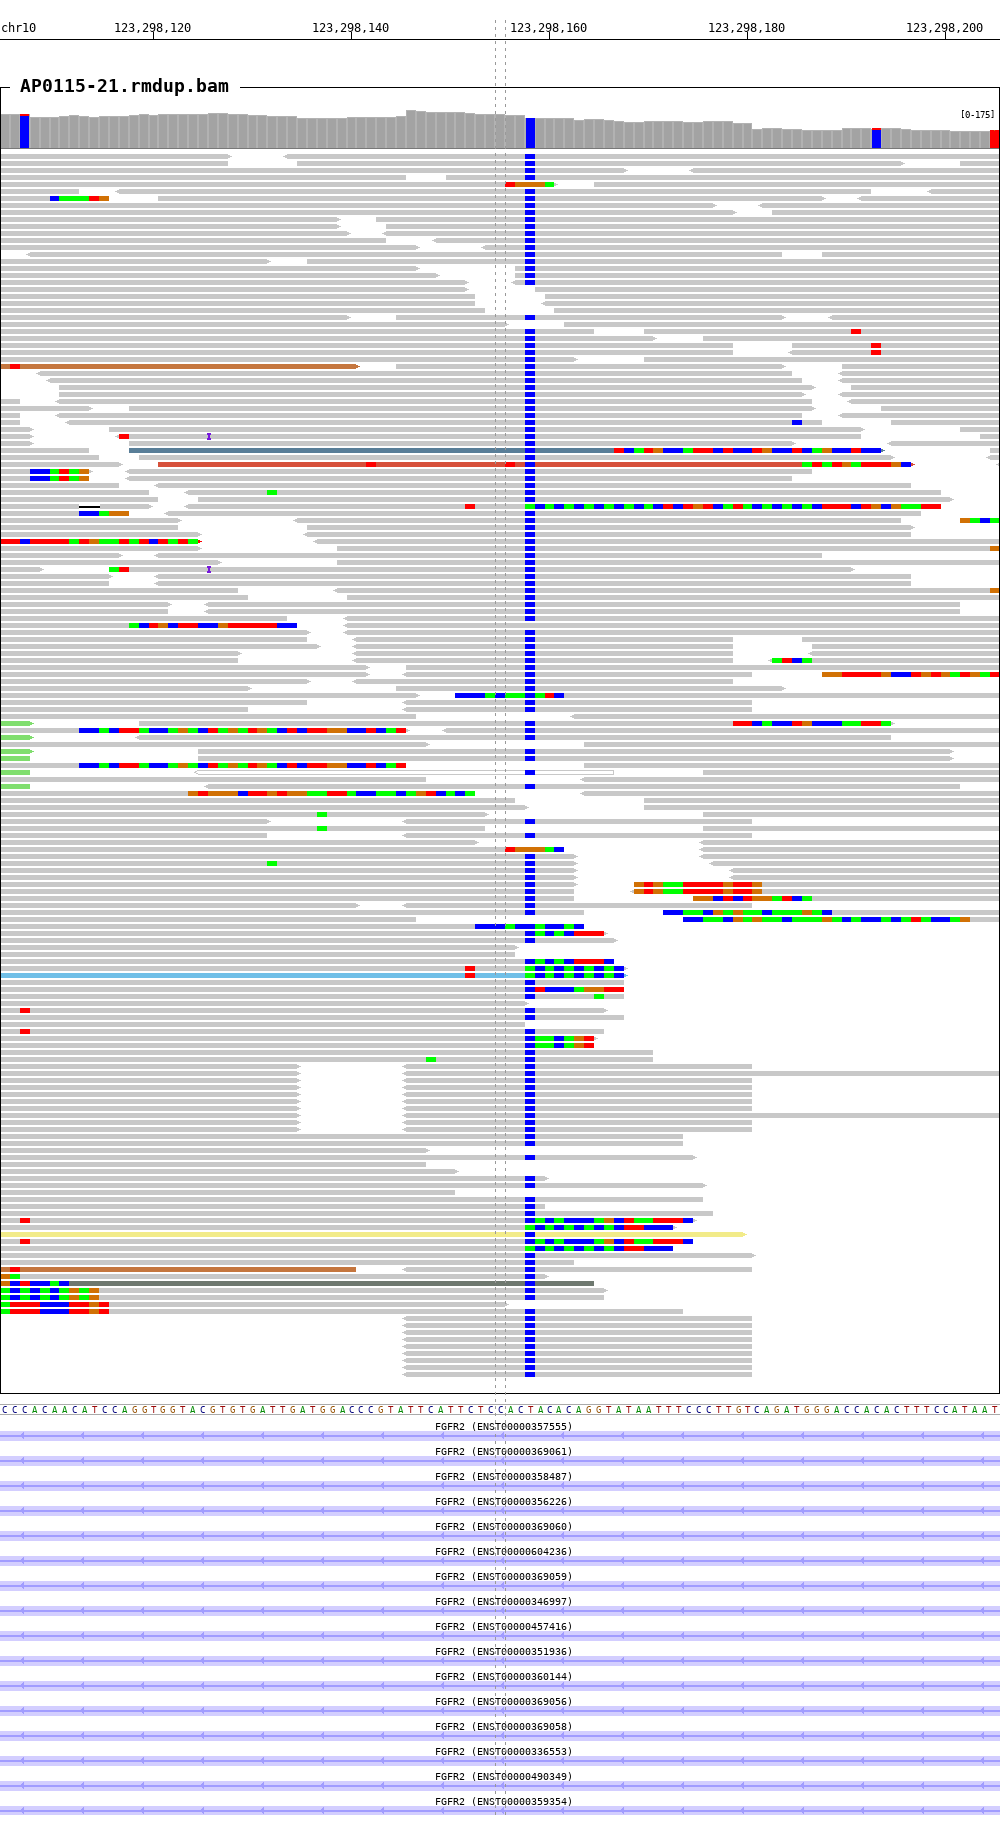 chr10 123,298,120 123,298,140 123,298,160 123,298,180 123,298,200
AP0115-21.rmdup.bam
[0-175]
CCCACAACATCCAGGTGGTACGTGTGATTGATGGACCCGTATTCATTCTCCACTACACAGGTATAATTTCCCTTGTCAGATGGGACCACACTTTCCATAAT
FGFR2 (ENST00000357555)
FGFR2 (ENST00000369061)
FGFR2 (ENST00000358487)
FGFR2 (ENST00000356226)
FGFR2 (ENST00000369060)
FGFR2 (ENST00000604236)
FGFR2 (ENST00000369059)
FGFR2 (ENST00000346997)
FGFR2 (ENST00000457416)
FGFR2 (ENST00000351936)
FGFR2 (ENST00000360144)
FGFR2 (ENST00000369056)
FGFR2 (ENST00000369058)
FGFR2 (ENST00000336553)
FGFR2 (ENST00000490349)
FGFR2 (ENST00000359354)